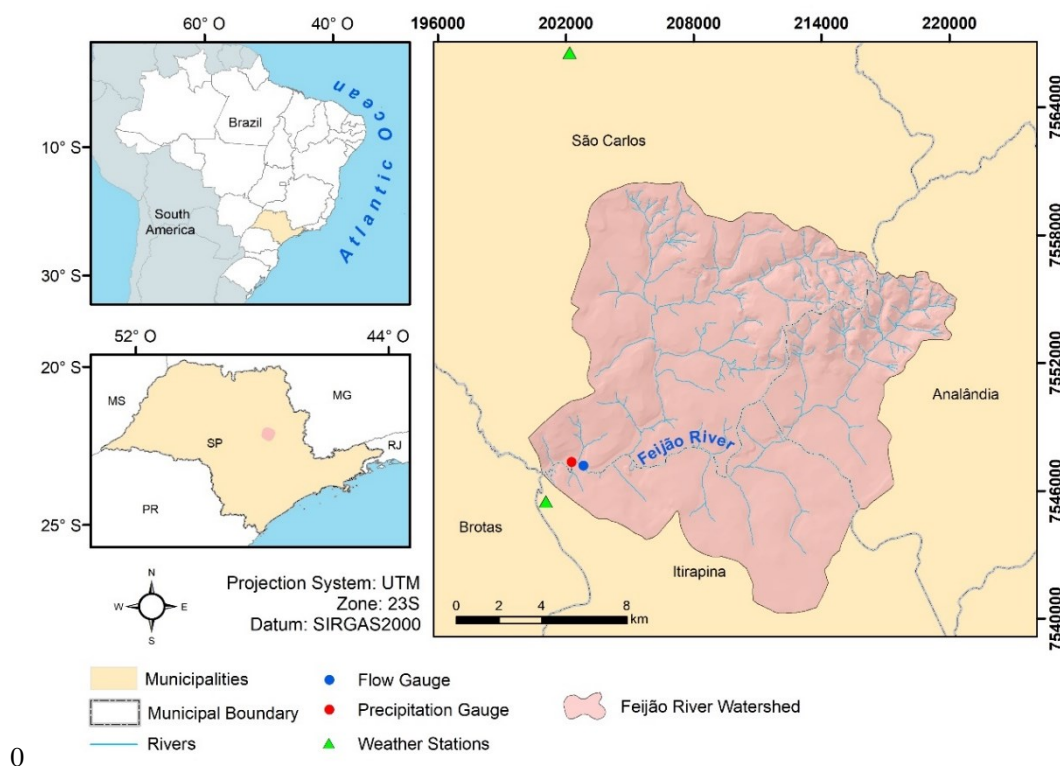 60° O
40° O
10° S
30° S
Brazil
South
America
Atlantic Ocean
52° O
44° O
20° S
25° S
MS
MG
SP
RJ
PR
N
W
E
S
Projection System: UTM
Zone: 23S
Datum: SIRGAS2000
196000
202000
208000
214000
220000
7564000
7558000
7552000
7546000
7540000
São Carlos
Analândia
Feijão River
Brotas
Itirapina
0 2 4 8
km
Municipalities
Municipal Boundary
Rivers
Flow Gauge
Precipitation Gauge
Weather Stations
Feijão River Watershed
0